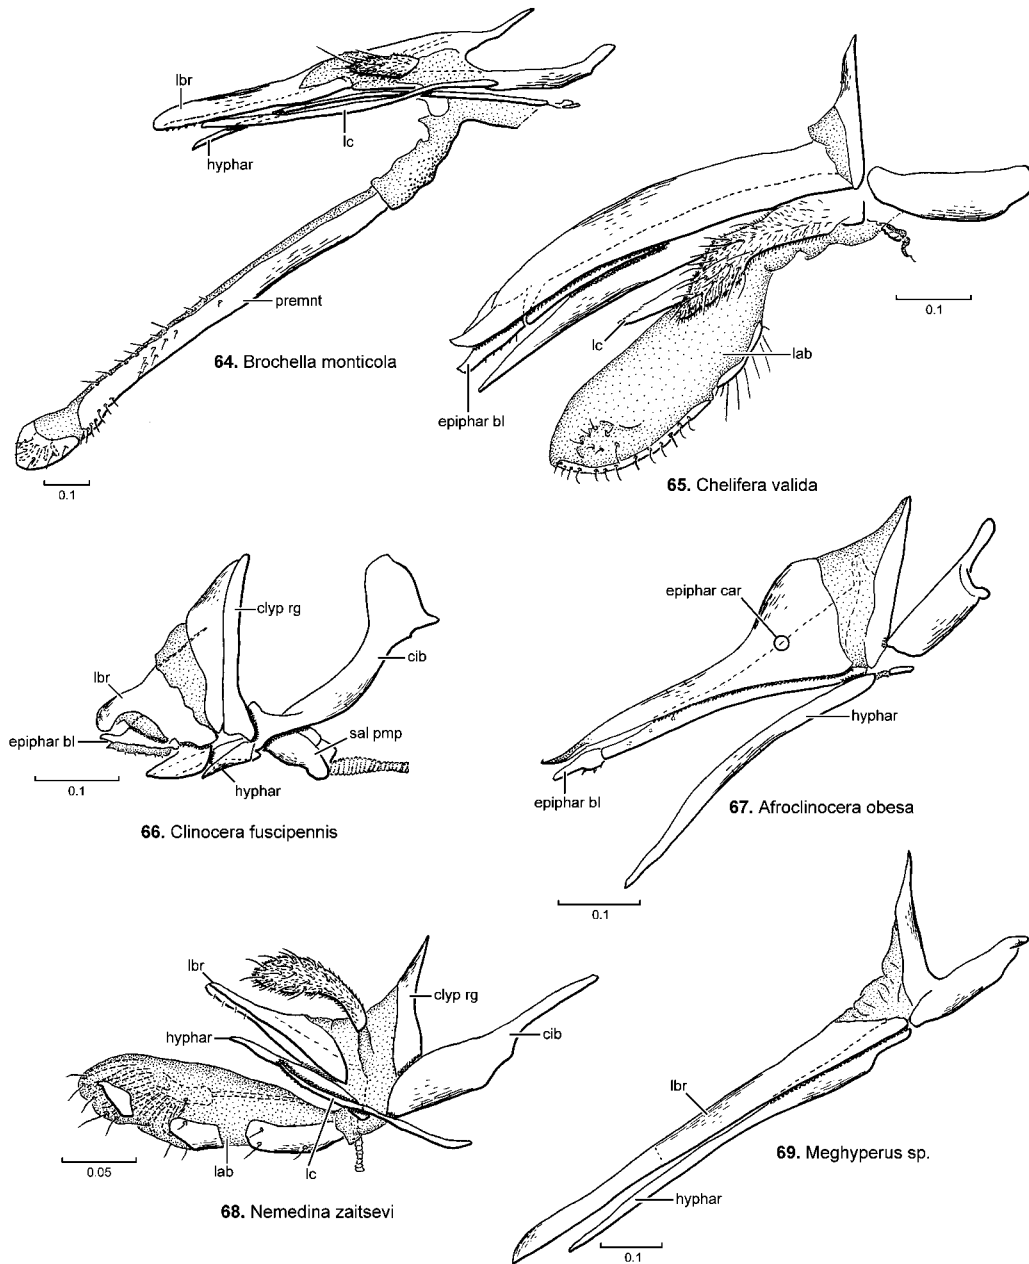 lbr
lc
hyphar
premnt
64. Brochella monticola
0.1
0.1
lc
lab
epiphar bl
65. Chelifera valida
clyp rg
cib
lbr
epiphar bl
sal pmp
0.1
hyphar
66. Clinocera fuscipennis
epiphar car
hyphar
epiphar bl
67. Afroclinocera obesa
0.1
lbr
clyp rg
hyphar
cib
lab
lc
0.05
68. Nemedina zaitsevi
lbr
69. Meghyperus sp.
hyphar
0.1